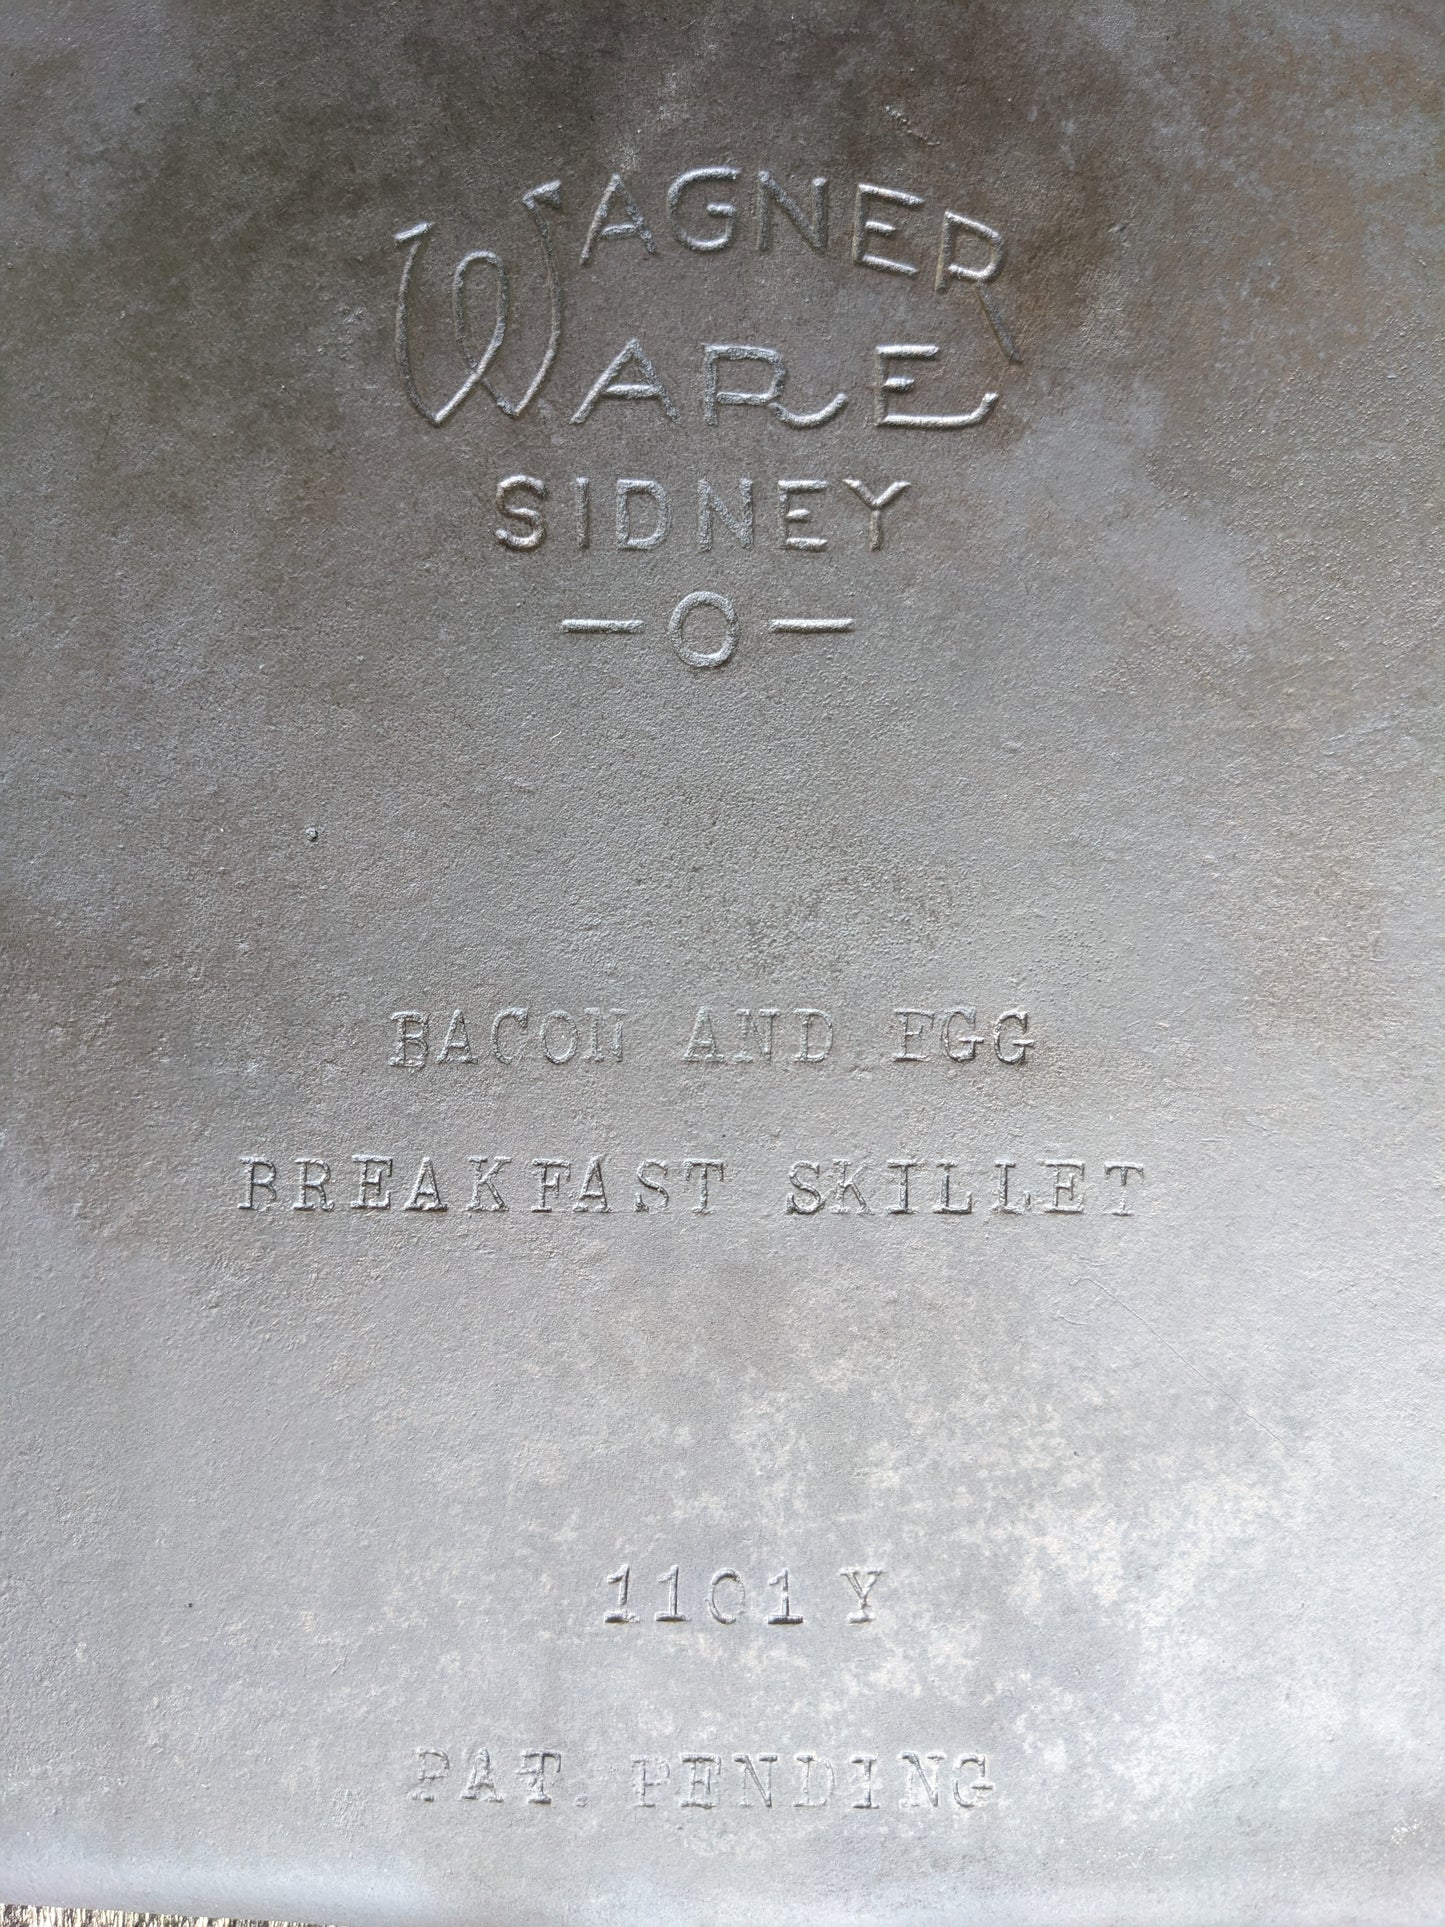 WAGNER
WARE
SIDNEY
—O—
BACON AND EGG
BREAKFAST SKILLET
1101 Y
PAT. PENDING